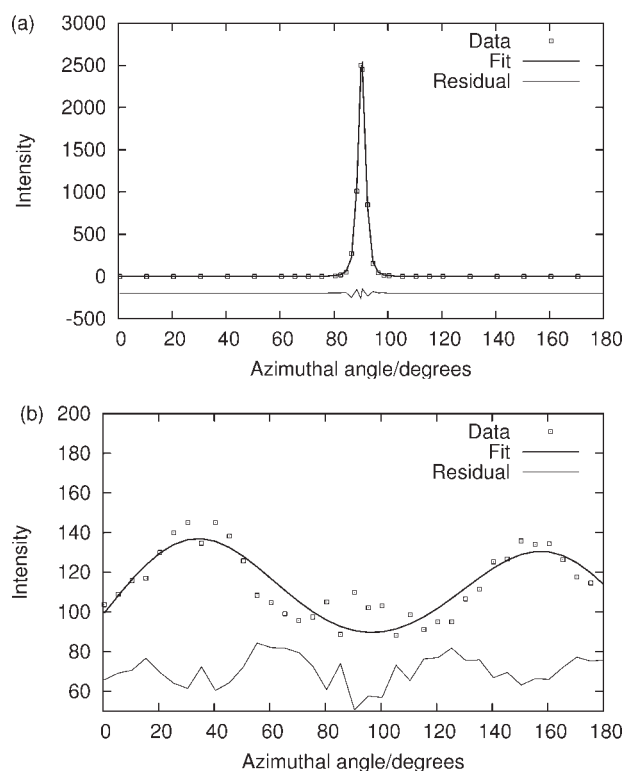 (a)
3000
2500
2000
1500
1000
500
0
-500
Intensity
Data
Fit
Residual
0 20 40 60 80 100 120 140 160 180
Azimuthal angle/degrees
(b)
200
180
160
140
120
100
80
60
Intensity
Data
Fit
Residual
0 20 40 60 80 100 120 140 160 180
Azimuthal angle/degrees